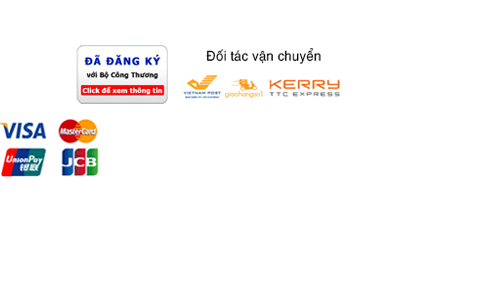 ĐÃ ĐĂNG KÝ
với Bộ Công Thương
Click để xem thông tin
Đối tác vận chuyển
VIETNAM POST
giaohangso1
KERRY
TTC EXPRESS
VISA
MasterCard
UnionPay
银联
JCB